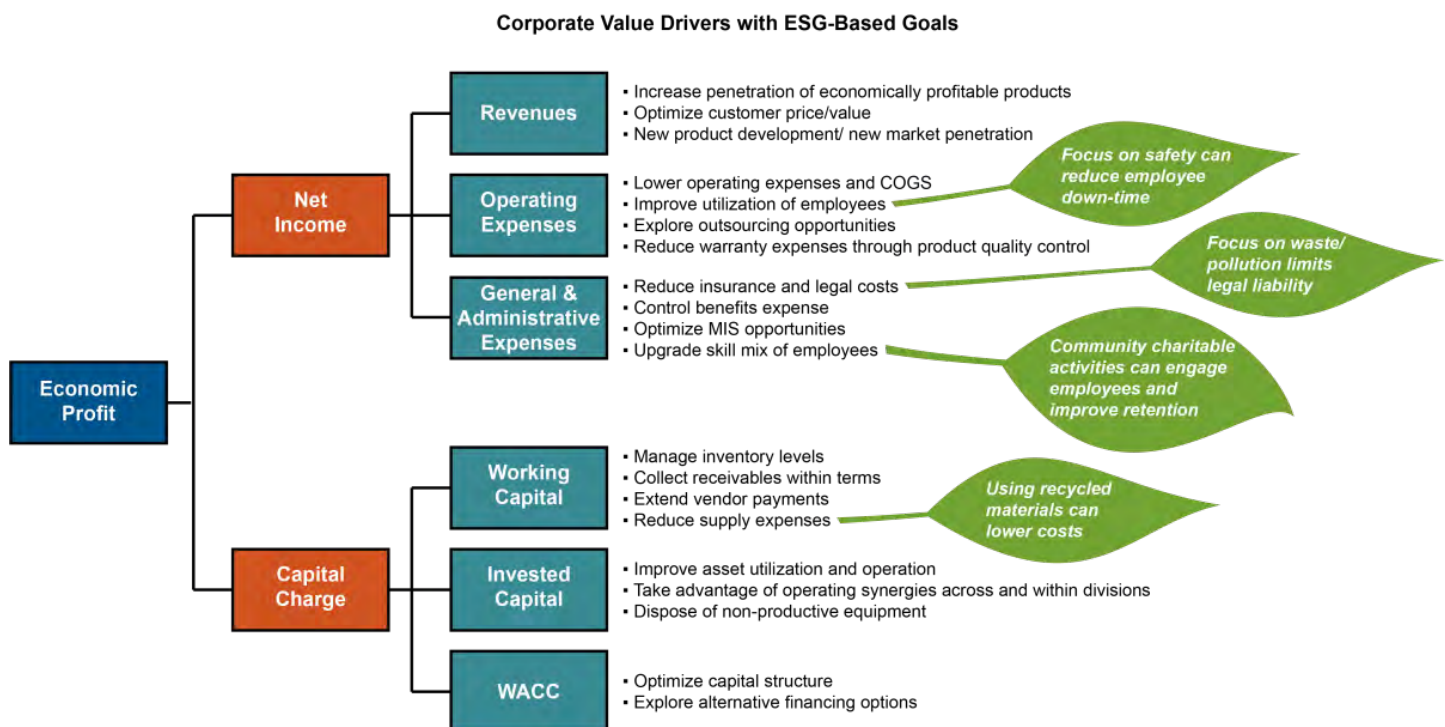 Corporate Value Drivers with ESG-Based Goals
Revenues
▪ Increase penetration of economically profitable products
▪ Optimize customer price/value
▪ New product development/ new market penetration
Focus on safety can
reduce employee
down-time
Net
Income
Operating
Expenses
▪ Lower operating expenses and COGS
▪ Improve utilization of employees
▪ Explore outsourcing opportunities
▪ Reduce warranty expenses through product quality control
Focus on waste/
pollution limits
legal liability
General &
Administrative
Expenses
▪ Reduce insurance and legal costs
▪ Control benefits expense
▪ Optimize MIS opportunities
▪ Upgrade skill mix of employees
Community charitable
activities can engage
employees and
improve retention
Economic
Profit
Working
Capital
▪ Manage inventory levels
▪ Collect receivables within terms
▪ Extend vendor payments
▪ Reduce supply expenses
Using recycled
materials can
lower costs
Capital
Charge
Invested
Capital
▪ Improve asset utilization and operation
▪ Take advantage of operating synergies across and within divisions
▪ Dispose of non-productive equipment
WACC
▪ Optimize capital structure
▪ Explore alternative financing options